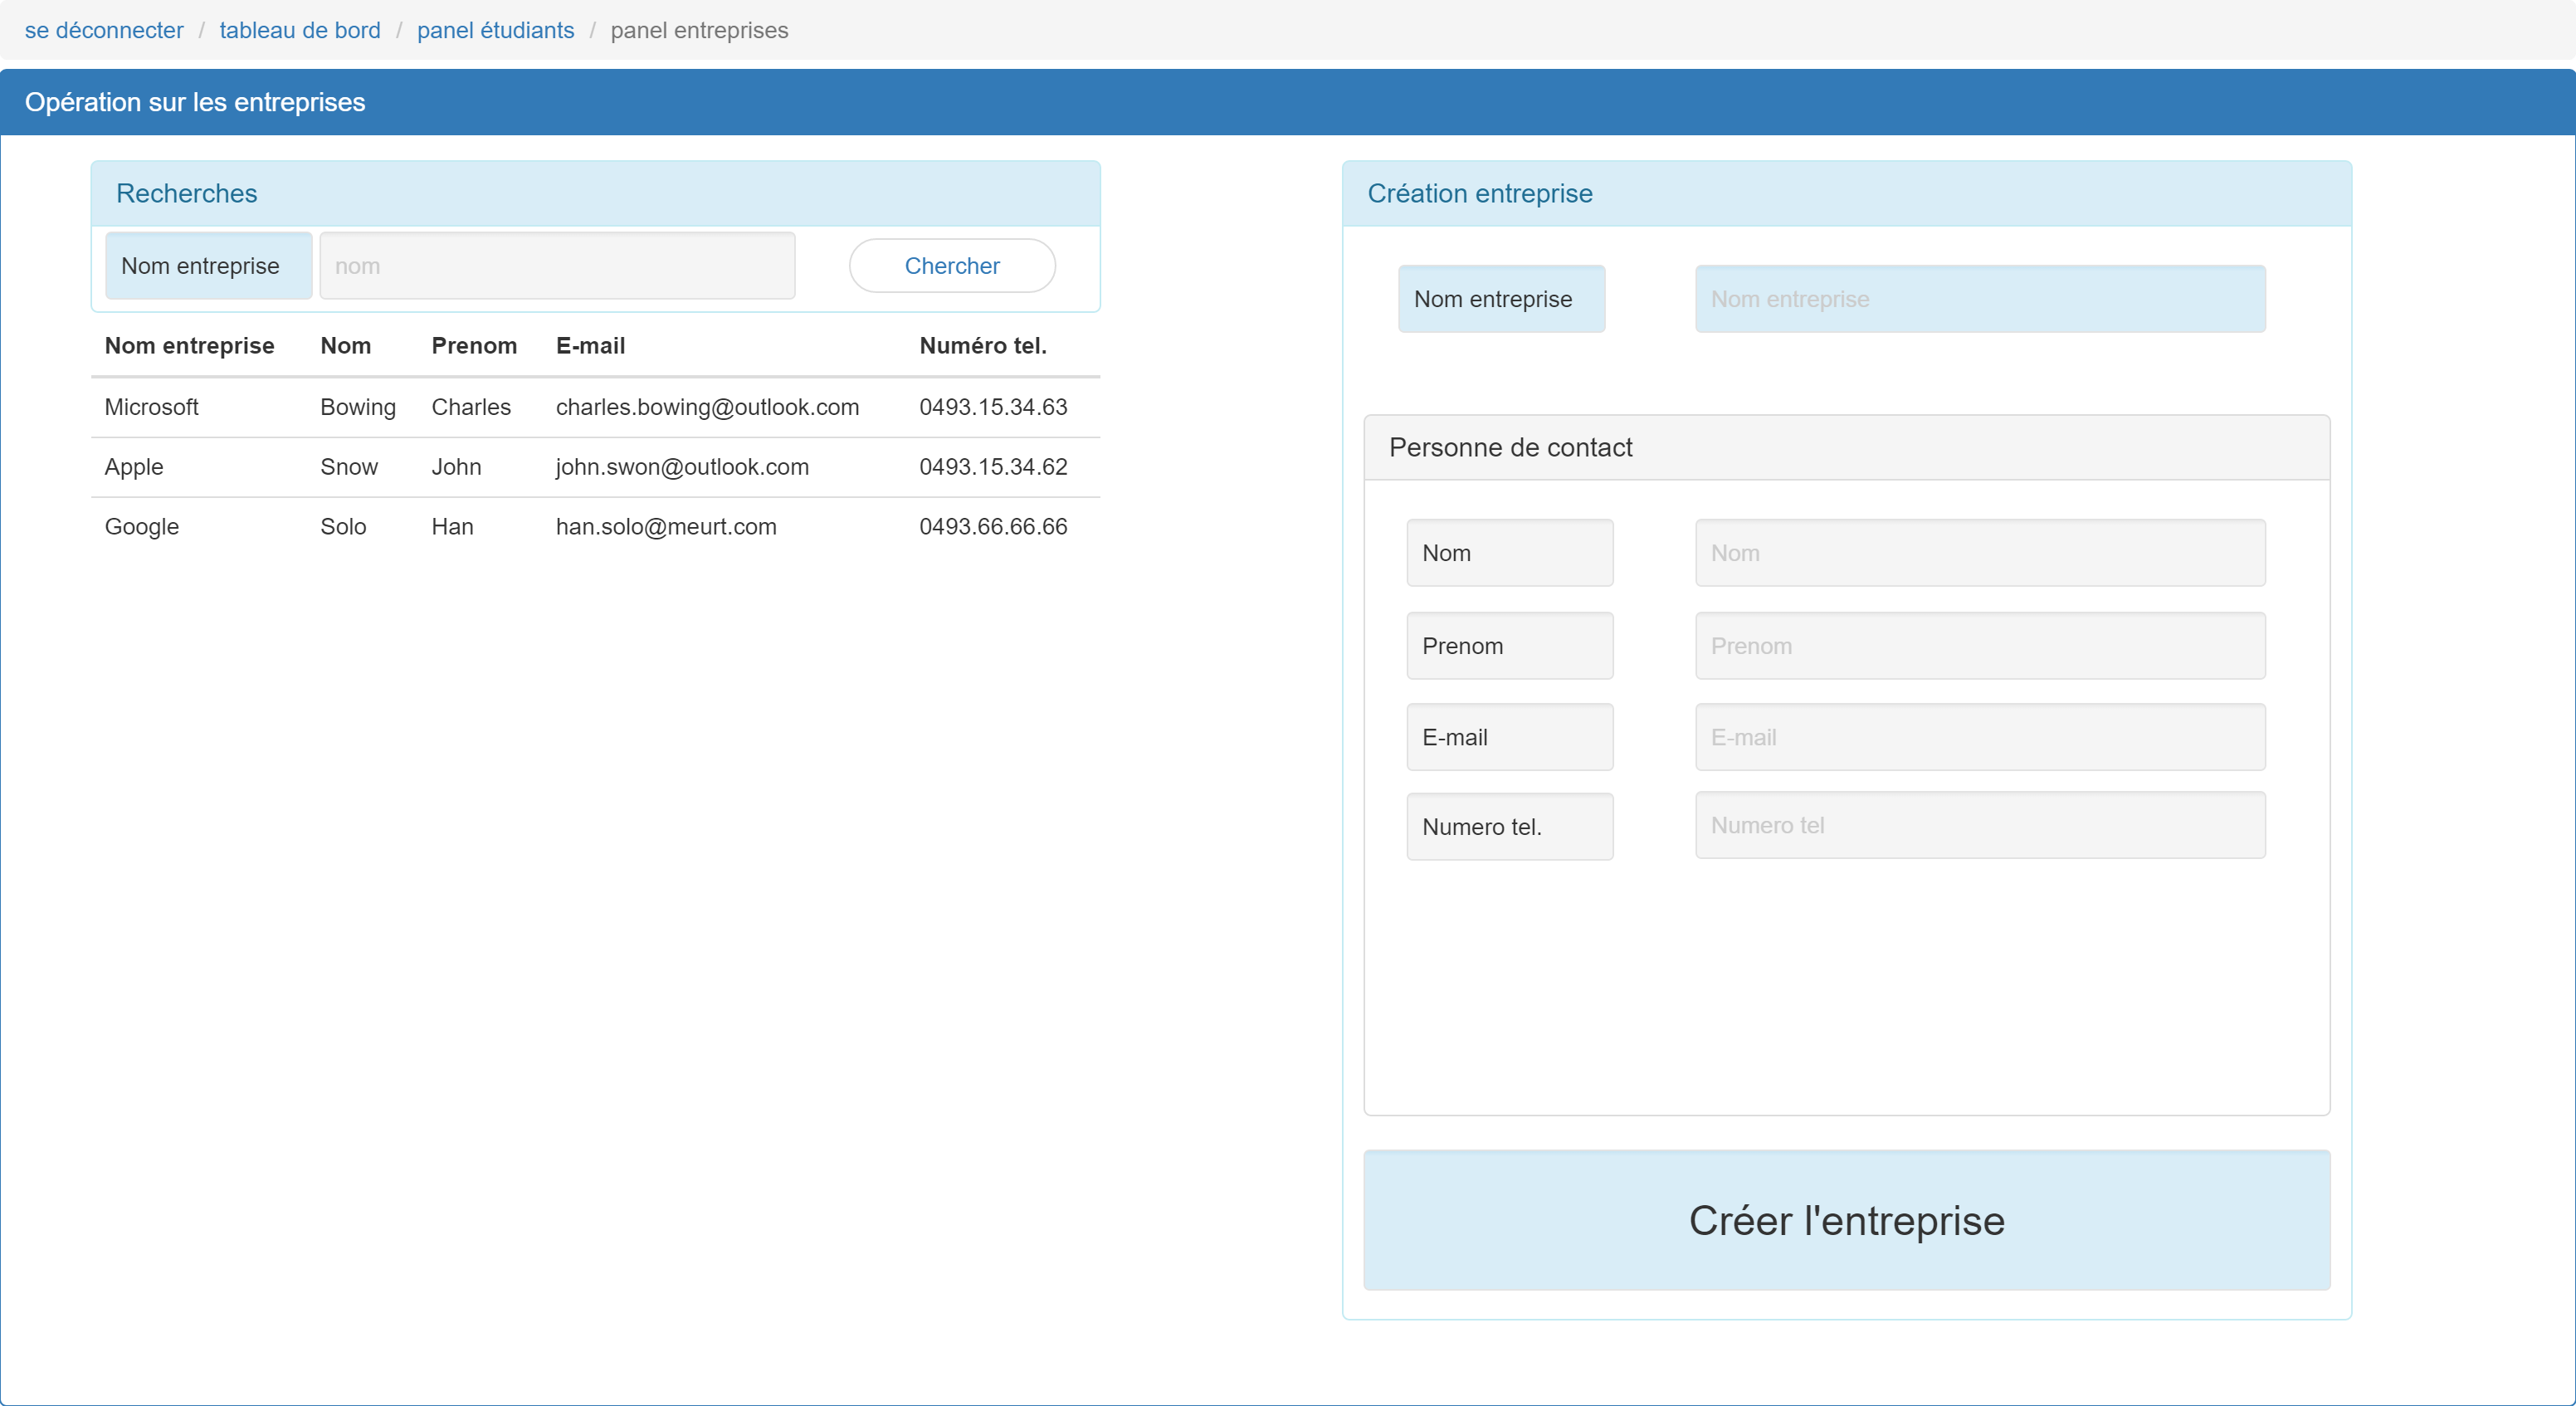 se déconnecter / tableau de bord / panel étudiants / panel entreprises
Opération sur les entreprises
Recherches
Nom entreprise nom Chercher
Nom entreprise Nom Prenom E-mail Numéro tel.
Microsoft Bowing Charles charles.bowing@outlook.com 0493.15.34.63
Apple Snow John john.swon@outlook.com 0493.15.34.62
Google Solo Han han.solo@meurt.com 0493.66.66.66
Création entreprise
Nom entreprise Nom entreprise
Personne de contact
Nom Nom
Prenom Prenom
E-mail E-mail
Numero tel. Numero tel
Créer l'entreprise